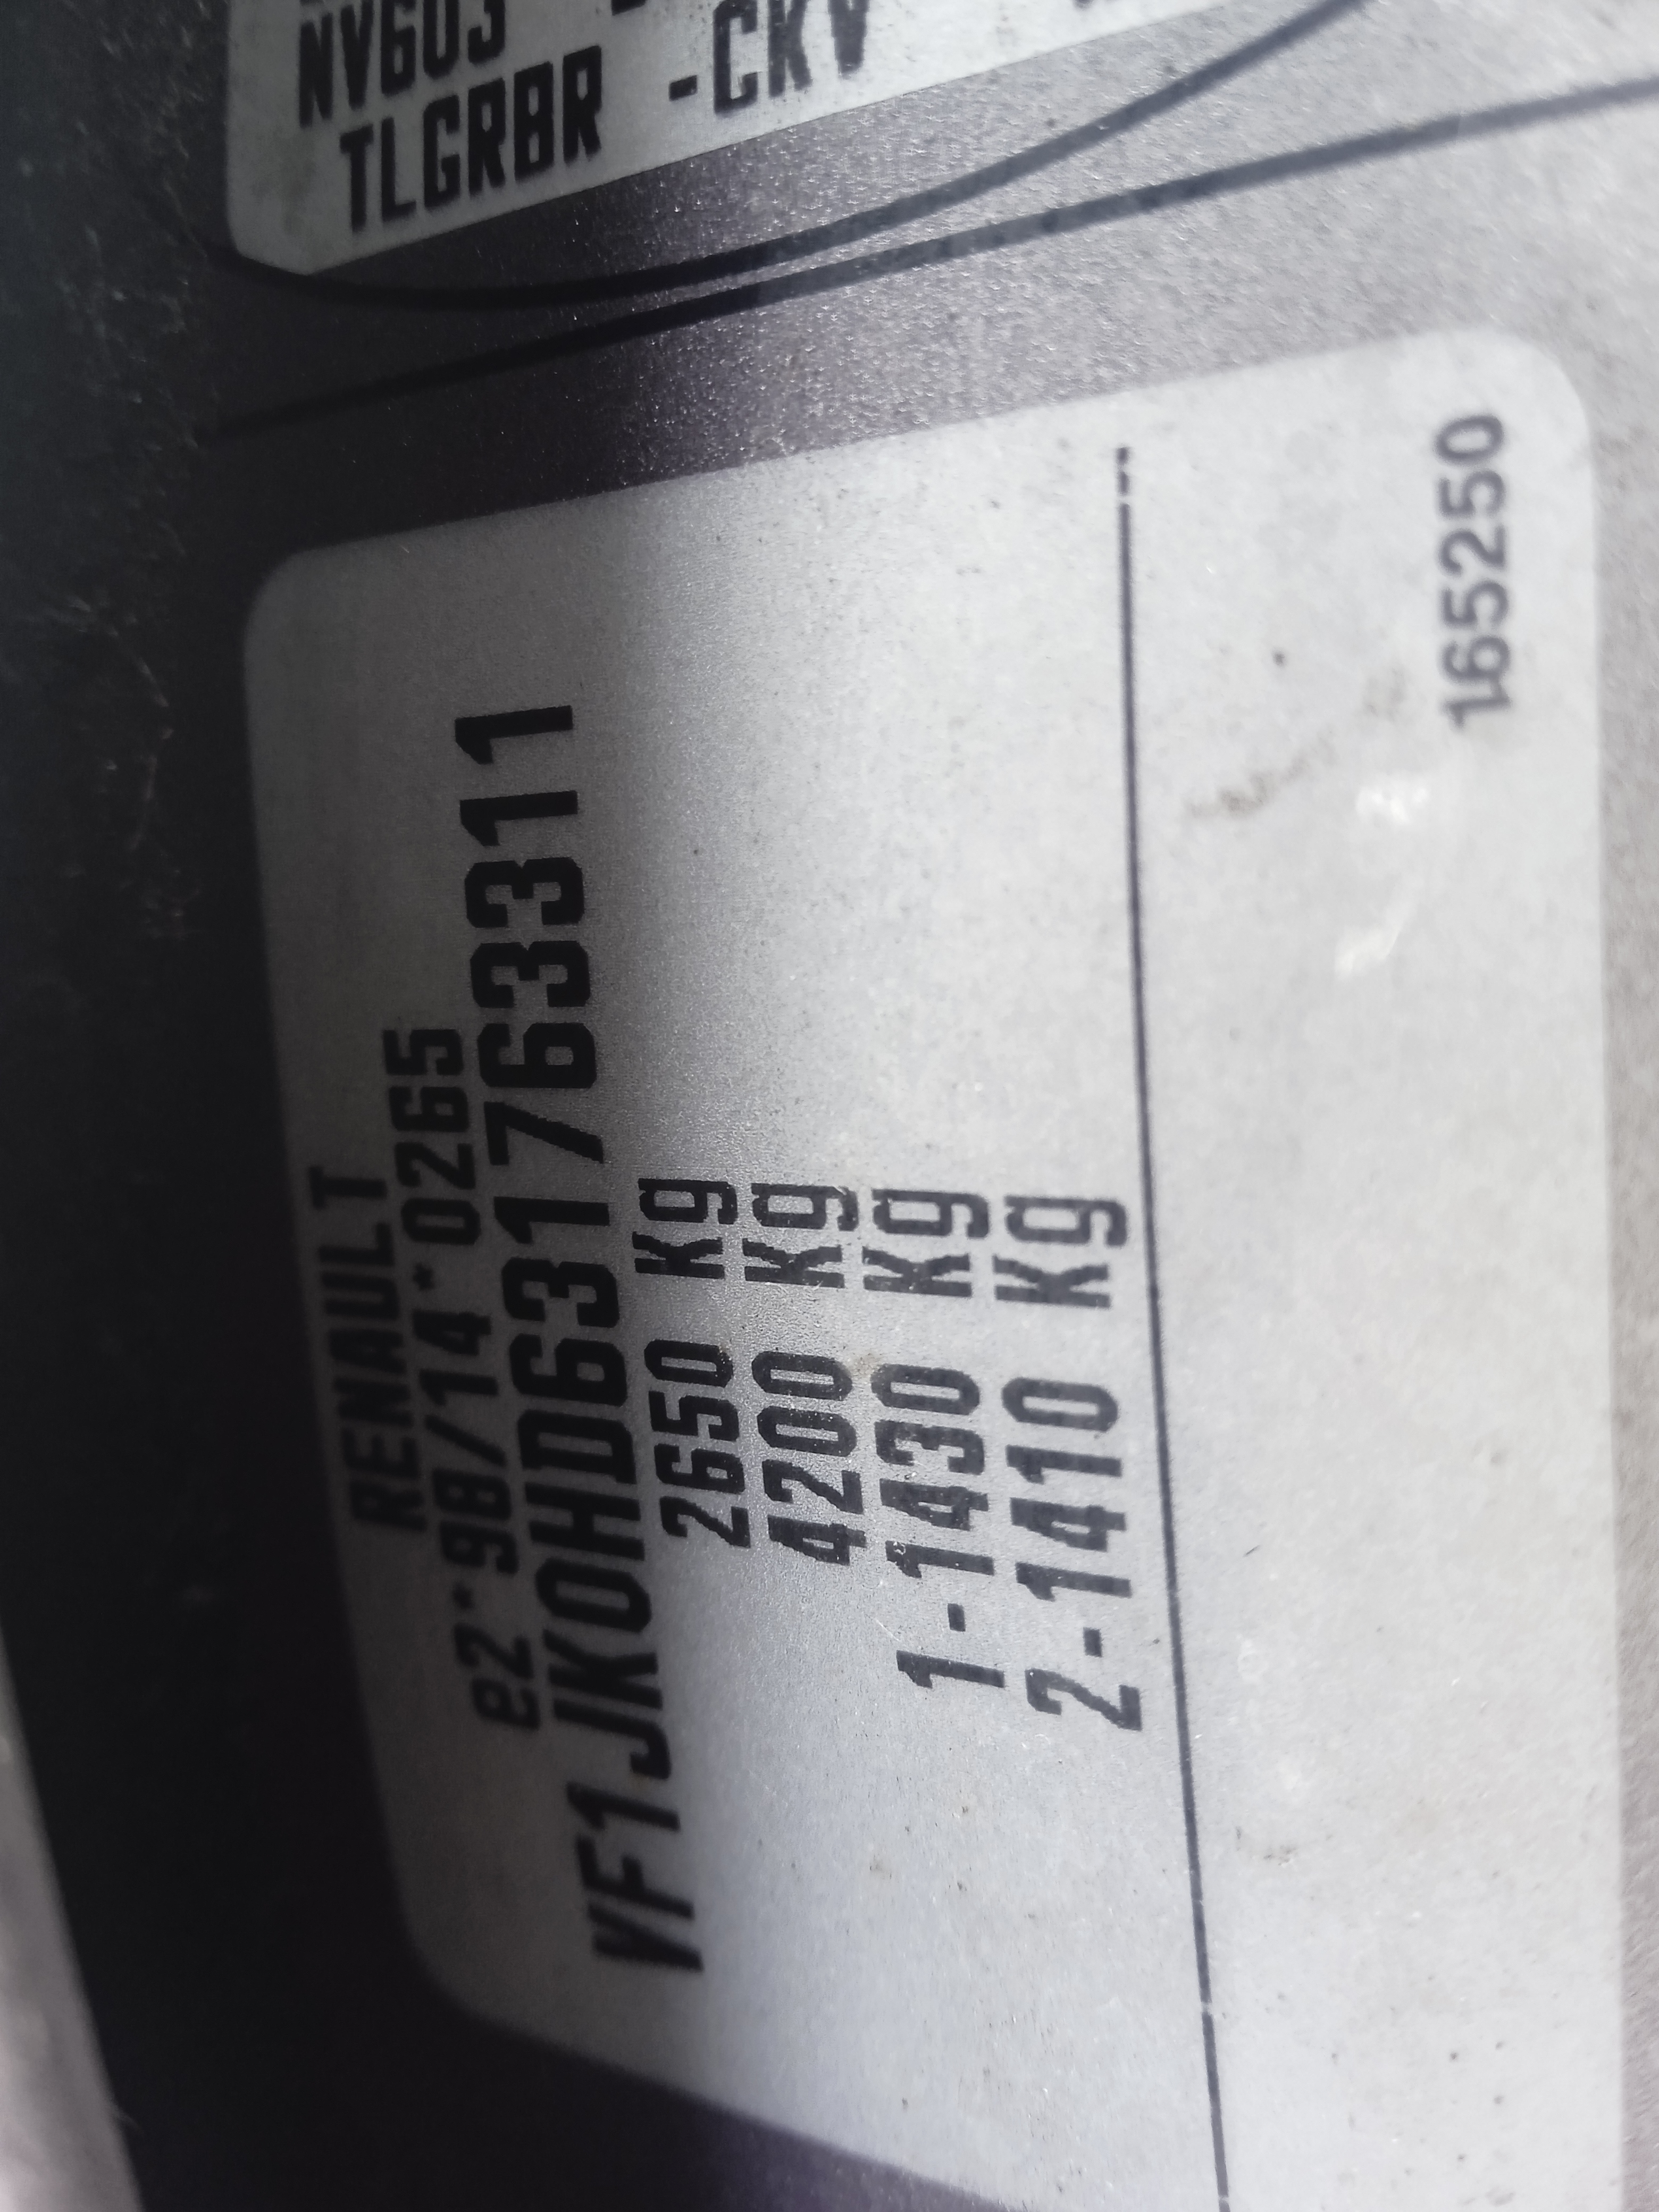 RENAULT
e2*98/14*0265
VF1JK0HD631763311
2650 Kg
4200 Kg
1-1430 Kg
2-1410 Kg
165250
NV603
TLGRBR -CKV